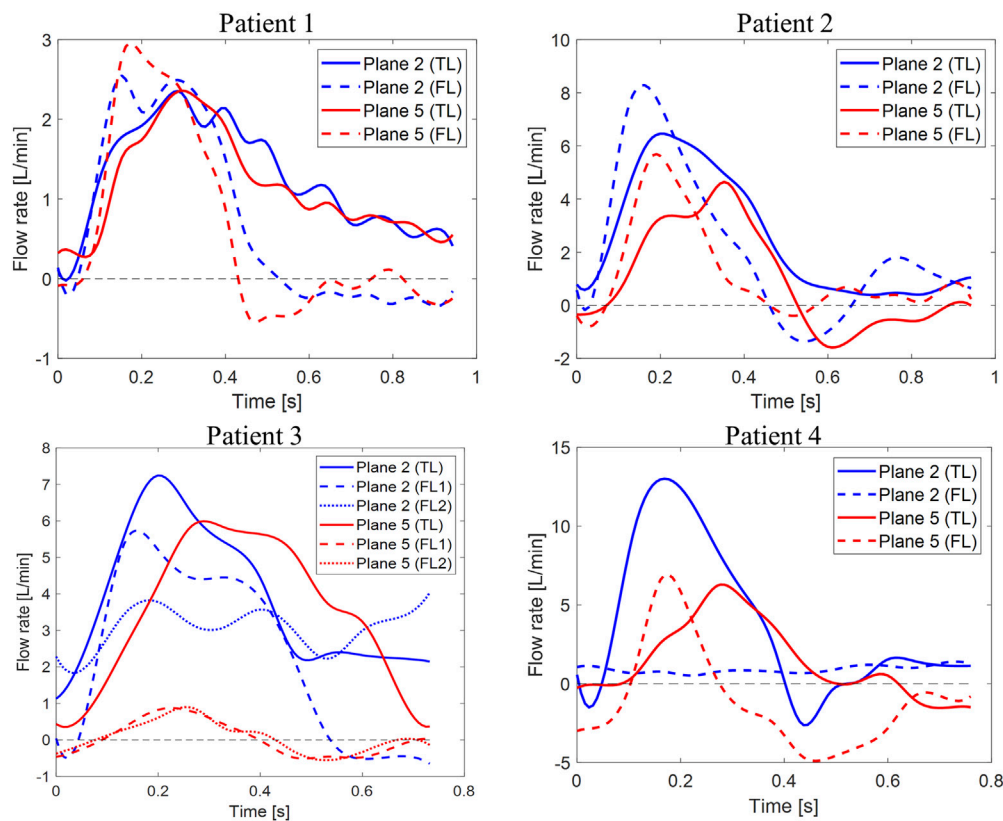 Patient 1
3
2
1
0
-1
0
0.2
0.4
0.6
0.8
1
Flow rate [L/min]
Time [s]
Plane 2 (TL)
Plane 2 (FL)
Plane 5 (TL)
Plane 5 (FL)
Patient 2
10
8
6
4
2
0
-2
0
0.2
0.4
0.6
0.8
1
Flow rate [L/min]
Time [s]
Plane 2 (TL)
Plane 2 (FL)
Plane 5 (TL)
Plane 5 (FL)
Patient 3
8
7
6
5
4
3
2
1
0
-1
0
0.2
0.4
0.6
0.8
Flow rate [L/min]
Time [s]
Plane 2 (TL)
Plane 2 (FL1)
Plane 2 (FL2)
Plane 5 (TL)
Plane 5 (FL1)
Plane 5 (FL2)
Patient 4
15
10
5
0
-5
0
0.2
0.4
0.6
0.8
Flow rate [L/min]
Time [s]
Plane 2 (TL)
Plane 2 (FL)
Plane 5 (TL)
Plane 5 (FL)